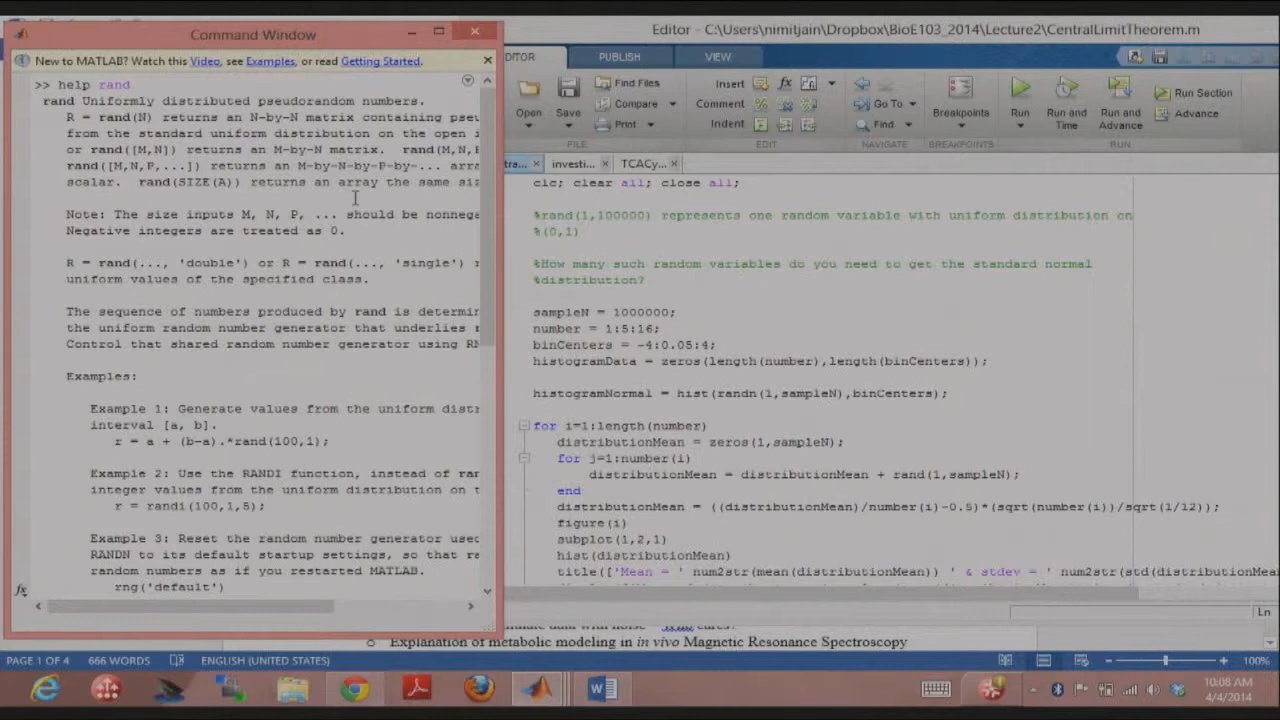 Command Window
New to MATLAB? Watch this Video, see Examples, or read Getting Started.
>> help rand
rand Uniformly distributed pseudorandom numbers.
R = rand(N) returns an N-by-N matrix containing pseu
from the standard uniform distribution on the open i
or rand([M,N]) returns an M-by-N matrix. rand(M,N,P
rand([M,N,P,...]) returns an M-by-N-by-P-by-... arra
scalar. rand(SIZE(A)) returns an array the same siz
Note: The size inputs M, N, P, ... should be nonnega
Negative integers are treated as 0.
R = rand(..., 'double') or R = rand(..., 'single') r
uniform values of the specified class.
The sequence of numbers produced by rand is determin
the uniform random number generator that underlies r
Control that shared random number generator using RN
Examples:
Example 1: Generate values from the uniform distr
interval [a, b].
r = a + (b-a).*rand(100,1);
Example 2: Use the RANDI function, instead of ran
integer values from the uniform distribution on t
r = randi(100,1,5);
Example 3: Reset the random number generator used
RANDN to its default startup settings, so that ra
random numbers as if you restarted MATLAB.
rng('default')
fx
Editor - C:\Users\nimitjain\Dropbox\BioE103_2014\Lecture2\CentralLimitTheorem.m
DITOR PUBLISH VIEW
Open Save
Find Files
Compare
Print
FILE
Insert fx
Comment
Indent
EDIT
Go To
Find
NAVIGATE
Breakpoints
BREAKPOINTS
Run
Run and Time
Run and Advance
Run Section
Advance
RUN
tra... investi... TCACy...
clc; clear all; close all;
%rand(1,100000) represents one random variable with uniform distribution on
%(0,1)
%How many such random variables do you need to get the standard normal
%distribution?
sampleN = 1000000;
number = 1:5:16;
binCenters = -4:0.05:4;
histogramData = zeros(length(number),length(binCenters));
histogramNormal = hist(randn(1,sampleN),binCenters);
for i=1:length(number)
distributionMean = zeros(1,sampleN);
for j=1:number(i)
distributionMean = distributionMean + rand(1,sampleN);
end
distributionMean = ((distributionMean)/number(i)-0.5)*(sqrt(number(i))/sqrt(1/12));
figure(i)
subplot(1,2,1)
hist(distributionMean)
title(['Mean = ' num2str(mean(distributionMean)) ' & stdev = ' num2str(std(distributionMea
Ln
o Explanation of metabolic modeling in in vivo Magnetic Resonance Spectroscopy
PAGE 1 OF 4 666 WORDS ENGLISH (UNITED STATES) 100%
10:08 AM
4/4/2014